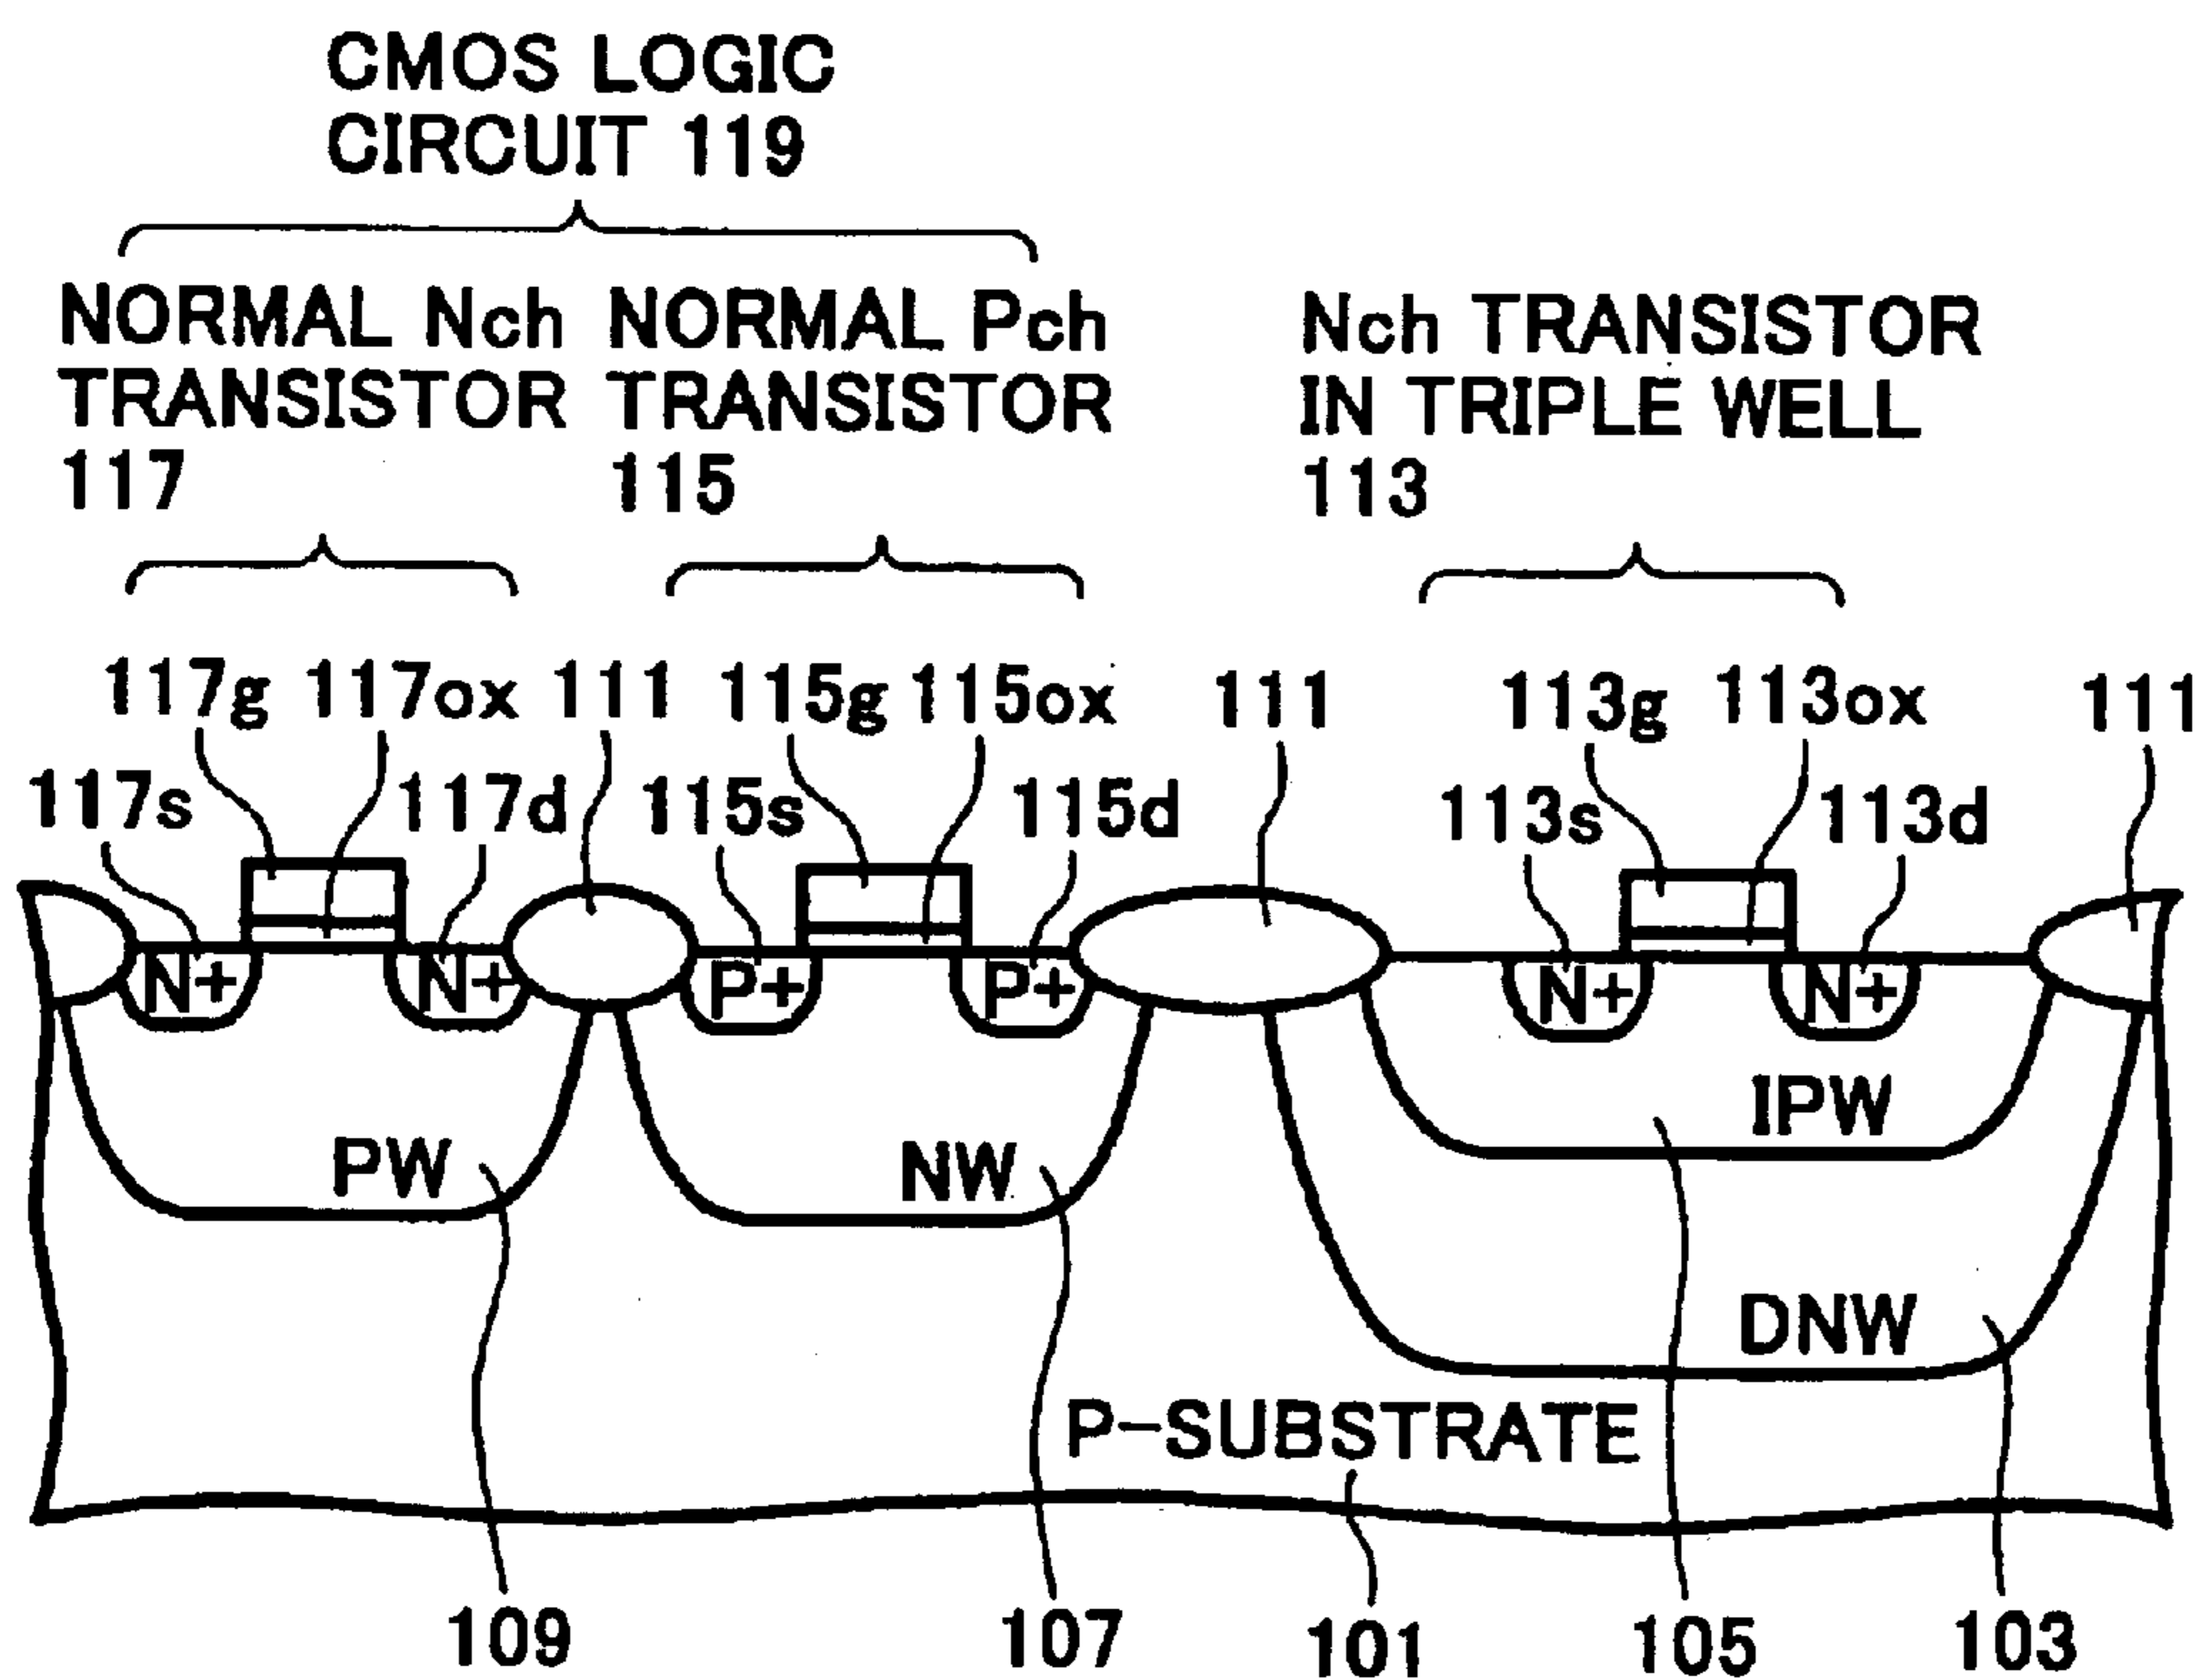 CMOS LOGIC
CIRCUIT 119
NORMAL Nch NORMAL Pch Nch TRANSISTOR
TRANSISTOR TRANSISTOR IN TRIPLE WELL
117 115 113
117g 117ox 111 115g 115ox 111 113g 113ox 111
117s 117d 115s 115d 113s 113d
N+ N+ P+ P+ N+ N+
IPW
PW NW
DNW
P-SUBSTRATE
109 107 101 105 103